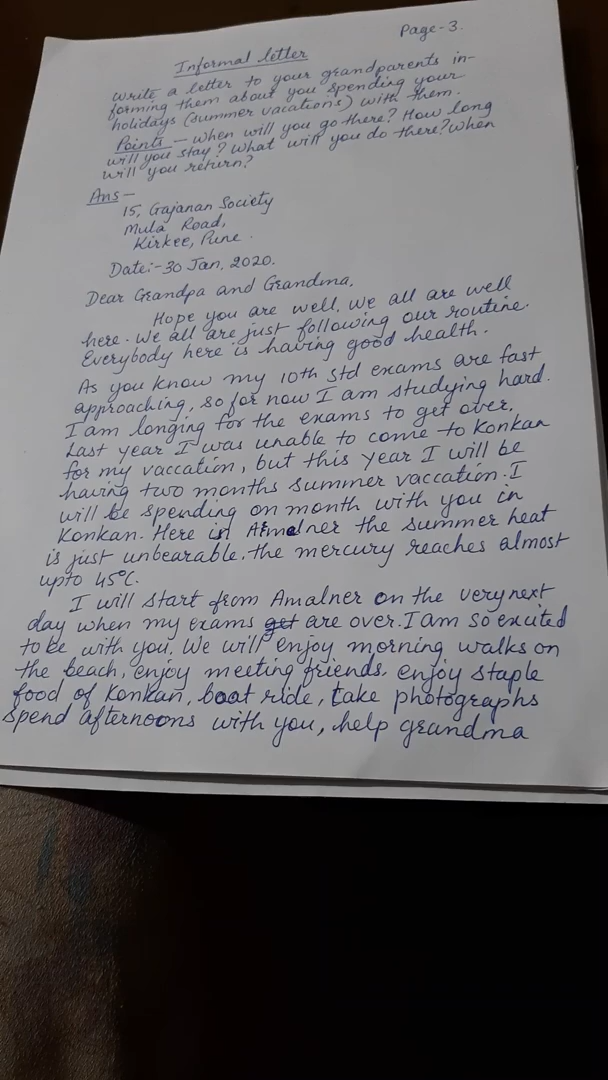 Page-3.
Informal letter
Write a letter to your grandparents in-
forming them about you spending your
holidays (summer vacations) with them.
Points - when will you go there? How long
will you stay? What will you do there? When
will you return?
Ans -
15, Gajanan Society
Mula Road,
Kirkee, Pune.
Date:-30 Jan, 2020.
Dear Grandpa and Grandma,
Hope you are well. We all are well
here. We all are just following our routine.
Everybody here is having good health.
As you know my 10th std exams are fast
approaching, so for now I am studying hard.
I am longing for the exams to get over.
Last year I was unable to come to Konkan
for my vaccation, but this year I will be
having two months summer vaccation. I
will be spending on month with you in
Konkan. Here in Amalner the summer heat
is just unbearable. the mercury reaches almost
upto 45°C.
I will start from Amalner on the very next
day when my exams get are over. I am so excited
to be with you. We will enjoy morning walks on
the beach, enjoy meeting friends, enjoy staple
food of Konkan, boat ride, take photographs
spend afternoons with you, help grandma